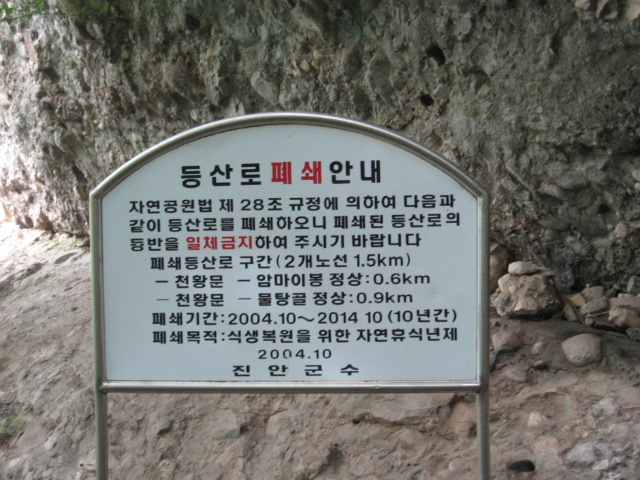 등산로 폐쇄안내
자연공원법 제 28조 규정에 의하여 다음과
같이 등산로를 폐쇄하오니 폐쇄된 등산로의
등반을 일체금지하여 주시기 바랍니다
폐쇄등산로 구간(2개노선 1.5km)
- 천왕문 - 암마이봉 정상:0.6km
- 천왕문 - 물탕골 정상:0.9km
폐쇄기간:2004.10~2014 10 (10년간)
폐쇄목적:식생복원을 위한 자연휴식년제
2004.10
진안군수